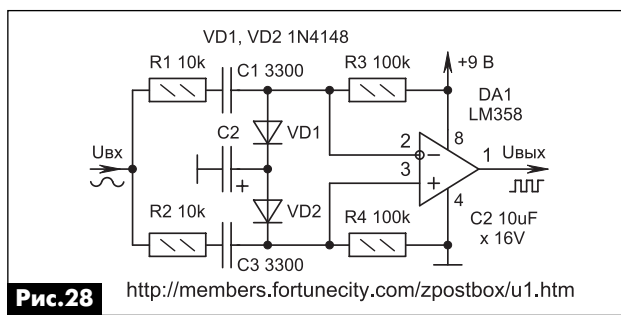 VD1, VD2 1N4148
R1 10k
C1 3300
R3 100k
+9 В
DA1
LM358
C2
VD1
Uвх
2
8
3
1
Uвых
+
4
R2 10k
VD2
R4 100k
C2 10uF
x 16V
C3 3300
Рис.28
http://members.fortunecity.com/zpostbox/u1.htm